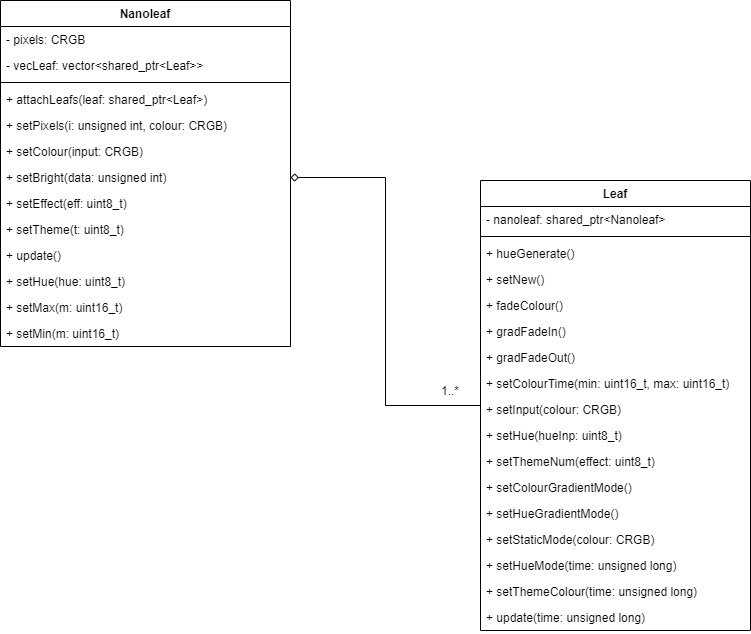 Nanoleaf
- pixels: CRGB
- vecLeaf: vector<shared_ptr<Leaf>>
+ attachLeafs(leaf: shared_ptr<Leaf>)
+ setPixels(i: unsigned int, colour: CRGB)
+ setColour(input: CRGB)
+ setBright(data: unsigned int)
+ setEffect(eff: uint8_t)
+ setTheme(t: uint8_t)
+ update()
+ setHue(hue: uint8_t)
+ setMax(m: uint16_t)
+ setMin(m: uint16_t)
1..*
Leaf
- nanoleaf: shared_ptr<Nanoleaf>
+ hueGenerate()
+ setNew()
+ fadeColour()
+ gradFadeIn()
+ gradFadeOut()
+ setColourTime(min: uint16_t, max: uint16_t)
+ setInput(colour: CRGB)
+ setHue(hueInp: uint8_t)
+ setThemeNum(effect: uint8_t)
+ setColourGradientMode()
+ setHueGradientMode()
+ setStaticMode(colour: CRGB)
+ setHueMode(time: unsigned long)
+ setThemeColour(time: unsigned long)
+ update(time: unsigned long)